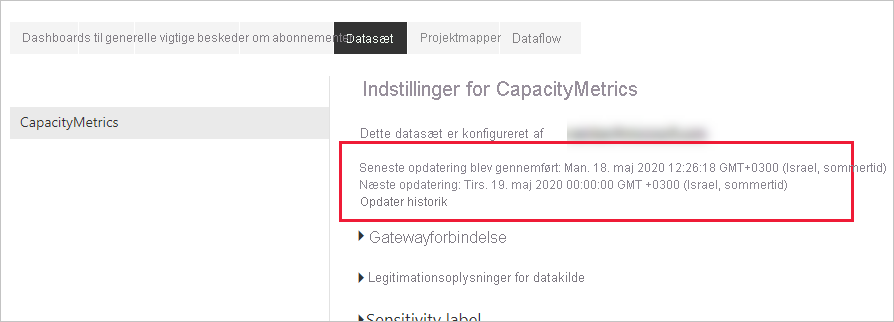 Dashboards til generelle vigtige beskeder om abonnementer Datasæt Projektmapper Dataflow
Indstillinger for CapacityMetrics
CapacityMetrics
Dette datasæt er konfigureret af
Seneste opdatering blev gennemført: Man. 18. maj 2020 12:26:18 GMT+0300 (Israel, sommertid)
Næste opdatering: Tirs. 19. maj 2020 00:00:00 GMT +0300 (Israel, sommertid)
Opdater historik
Gatewayforbindelse
Legitimationsoplysninger for datakilde
Sensitivity label